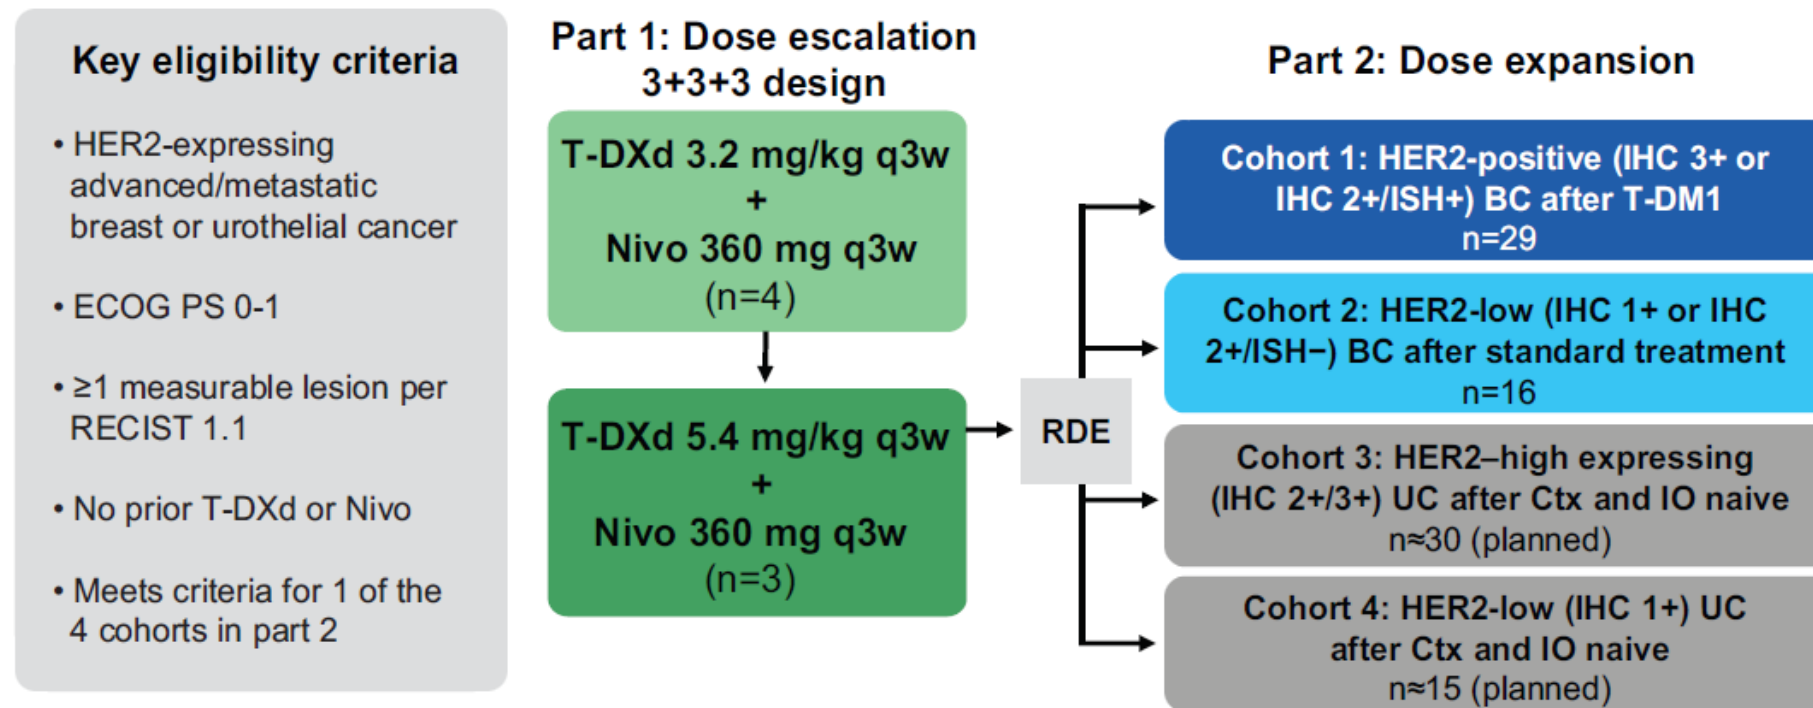 Key eligibility criteria
• HER2-expressing
advanced/metastatic
breast or urothelial cancer
• ECOG PS 0-1
• ≥1 measurable lesion per
RECIST 1.1
• No prior T-DXd or Nivo
• Meets criteria for 1 of the
4 cohorts in part 2
Part 1: Dose escalation
3+3+3 design
T-DXd 3.2 mg/kg q3w
+
Nivo 360 mg q3w
(n=4)
T-DXd 5.4 mg/kg q3w
+
Nivo 360 mg q3w
(n=3)
RDE
Part 2: Dose expansion
Cohort 1: HER2-positive (IHC 3+ or
IHC 2+/ISH+) BC after T-DM1
n=29
Cohort 2: HER2-low (IHC 1+ or IHC
2+/ISH−) BC after standard treatment
n=16
Cohort 3: HER2–high expressing
(IHC 2+/3+) UC after Ctx and IO naive
n≈30 (planned)
Cohort 4: HER2-low (IHC 1+) UC
after Ctx and IO naive
n≈15 (planned)